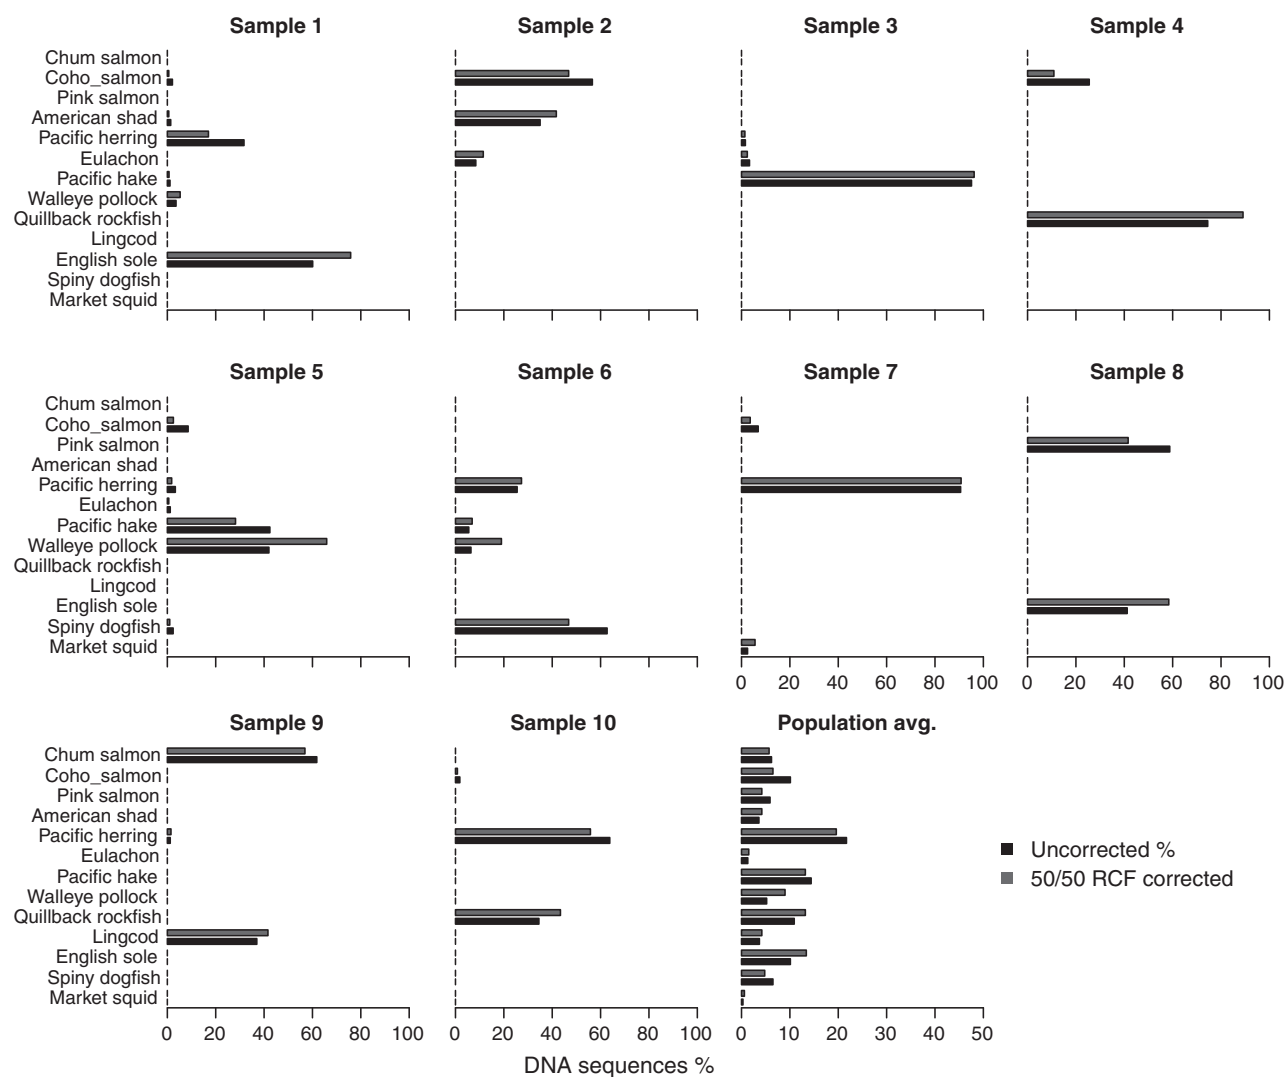 Sample 1
Sample 2
Sample 3
Sample 4
Chum salmon
Coho_salmon
Pink salmon
American shad
Pacific herring
Eulachon
Pacific hake
Walleye pollock
Quillback rockfish
Lingcod
English sole
Spiny dogfish
Market squid
Sample 5
Sample 6
Sample 7
Sample 8
Chum salmon
Coho_salmon
Pink salmon
American shad
Pacific herring
Eulachon
Pacific hake
Walleye pollock
Quillback rockfish
Lingcod
English sole
Spiny dogfish
Market squid
0 20 40 60 80 100
0 20 40 60 80 100
Sample 9
Sample 10
Population avg.
Chum salmon
Coho_salmon
Pink salmon
American shad
Pacific herring
Eulachon
Pacific hake
Walleye pollock
Quillback rockfish
Lingcod
English sole
Spiny dogfish
Market squid
Uncorrected %
50/50 RCF corrected
0 20 40 60 80 100
0 20 40 60 80 100
0 10 20 30 40 50
DNA sequences %